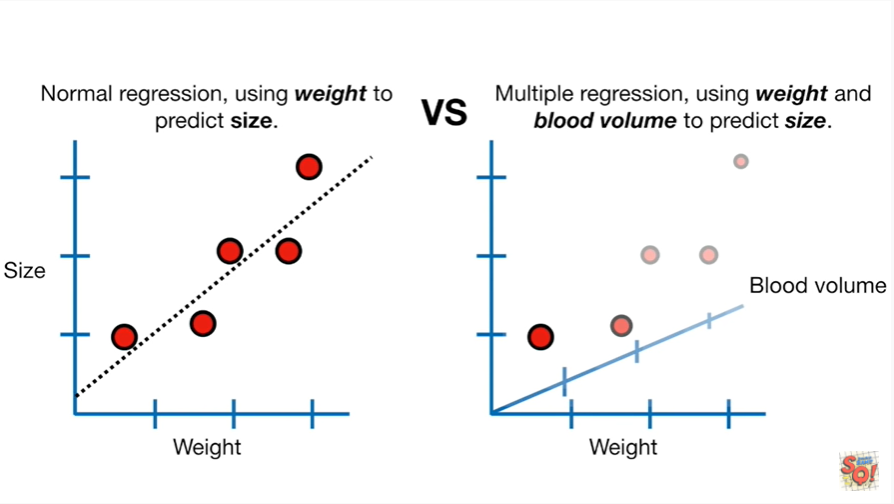 Normal regression, using weight to
predict size.
VS
Multiple regression, using weight and
blood volume to predict size.
Size
Blood volume
Weight
Weight
SO!